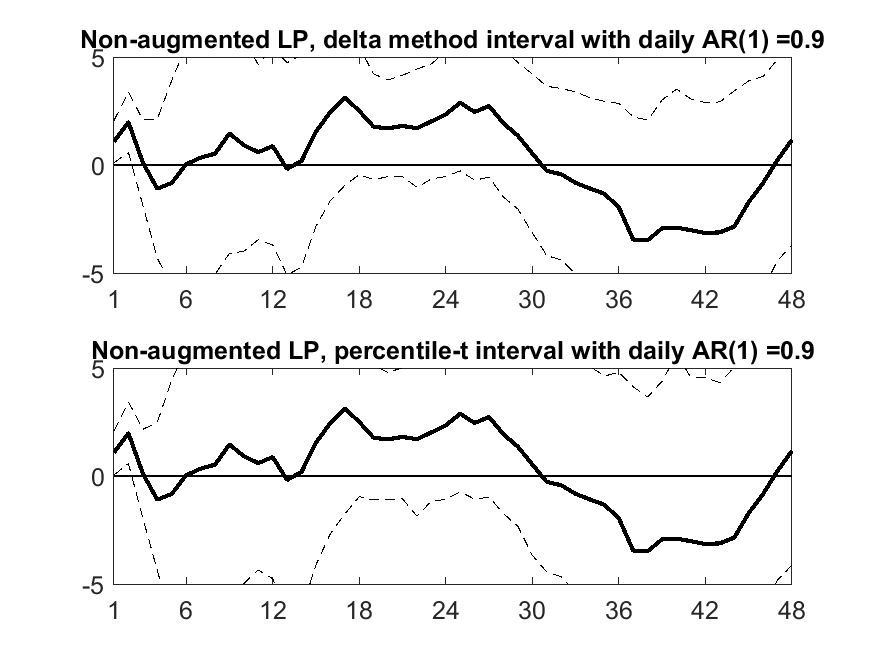 Non-augmented LP, delta method interval with daily AR(1) =0.9
5
0
-5
1 6 12 18 24 30 36 42 48
Non-augmented LP, percentile-t interval with daily AR(1) =0.9
5
0
-5
1 6 12 18 24 30 36 42 48